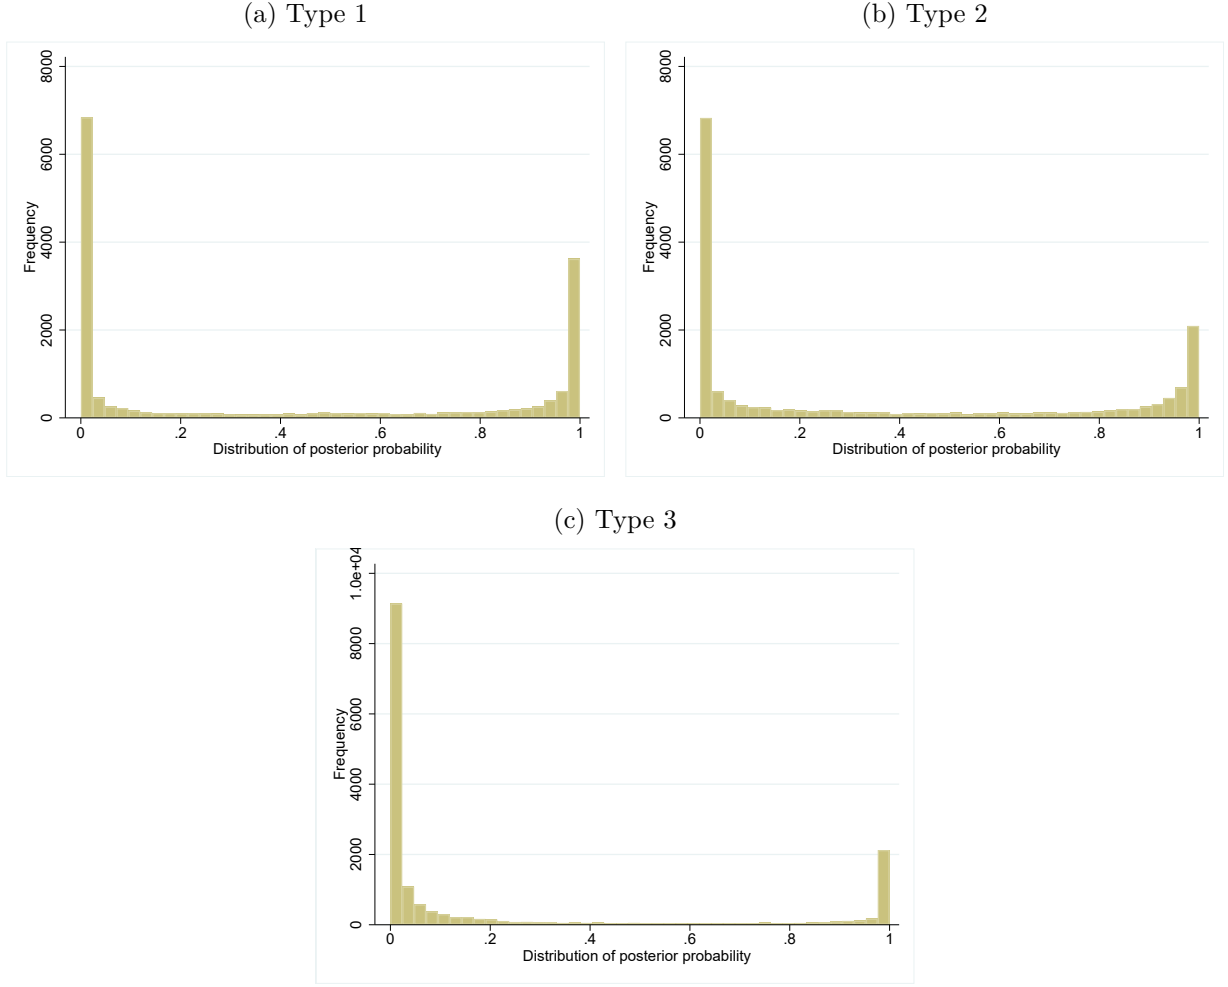 (a) Type 1
8000
6000
4000
2000
0
Frequency
0 .2 .4 .6 .8 1
Distribution of posterior probability
(b) Type 2
8000
6000
4000
2000
0
Frequency
0 .2 .4 .6 .8 1
Distribution of posterior probability
(c) Type 3
1.0e+04
8000
6000
4000
2000
0
Frequency
0 .2 .4 .6 .8 1
Distribution of posterior probability